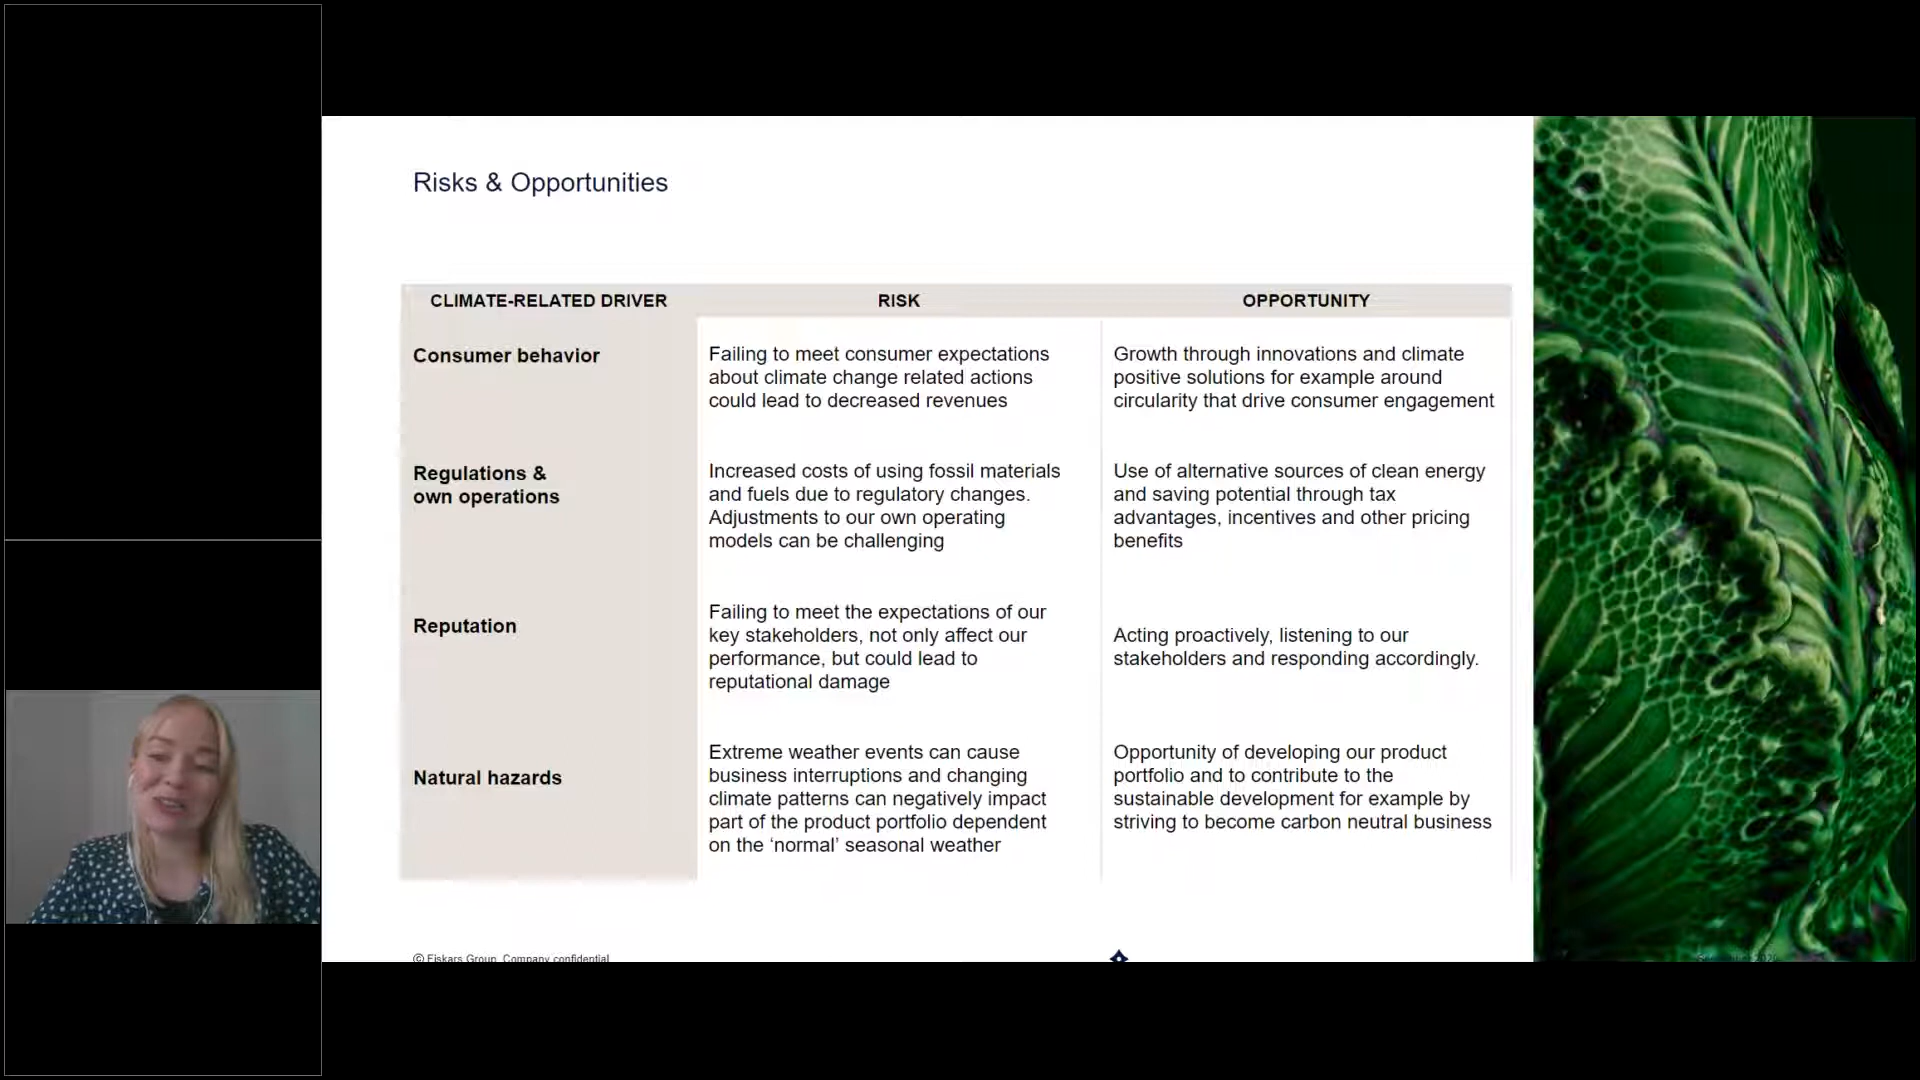 Risks & Opportunities
CLIMATE-RELATED DRIVER
RISK
OPPORTUNITY
Consumer behavior
Failing to meet consumer expectations
about climate change related actions
could lead to decreased revenues
Growth through innovations and climate
positive solutions for example around
circularity that drive consumer engagement
Regulations &
own operations
Increased costs of using fossil materials
and fuels due to regulatory changes.
Adjustments to our own operating
models can be challenging
Use of alternative sources of clean energy
and saving potential through tax
advantages, incentives and other pricing
benefits
Reputation
Failing to meet the expectations of our
key stakeholders, not only affect our
performance, but could lead to
reputational damage
Acting proactively, listening to our
stakeholders and responding accordingly.
Natural hazards
Extreme weather events can cause
business interruptions and changing
climate patterns can negatively impact
part of the product portfolio dependent
on the ‘normal’ seasonal weather
Opportunity of developing our product
portfolio and to contribute to the
sustainable development for example by
striving to become carbon neutral business
© Fiskars Group. Company confidential